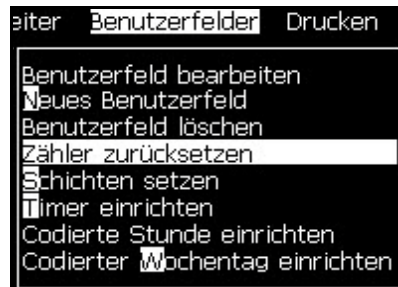 eiter Benutzerfelder Drucken
Benutzerfeld bearbeiten
Neues Benutzerfeld
Benutzerfeld löschen
Zähler zurücksetzen
Schichten setzen
Timer einrichten
Codierte Stunde einrichten
Codierter Wochentag einrichten